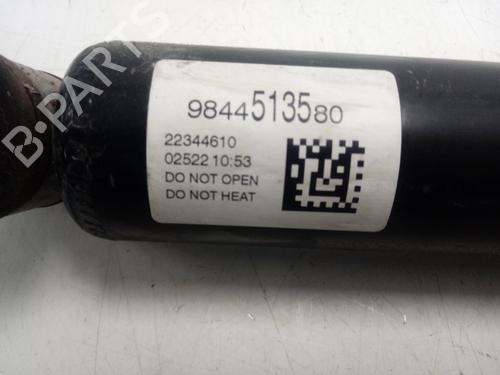 9844513580
22344610
02522 10:53
DO NOT OPEN
DO NOT HEAT
B-PARTS